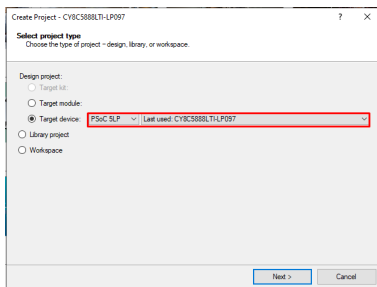 Create Project - CY8C5888LTI-LP097 ? X
Select project type
Choose the type of project – design, library, or workspace.
Design project:
Target kit:
Target module:
Target device: PSoC 5LP Last used: CY8C5888LTI-LP097
Library project
Workspace
Next > Cancel